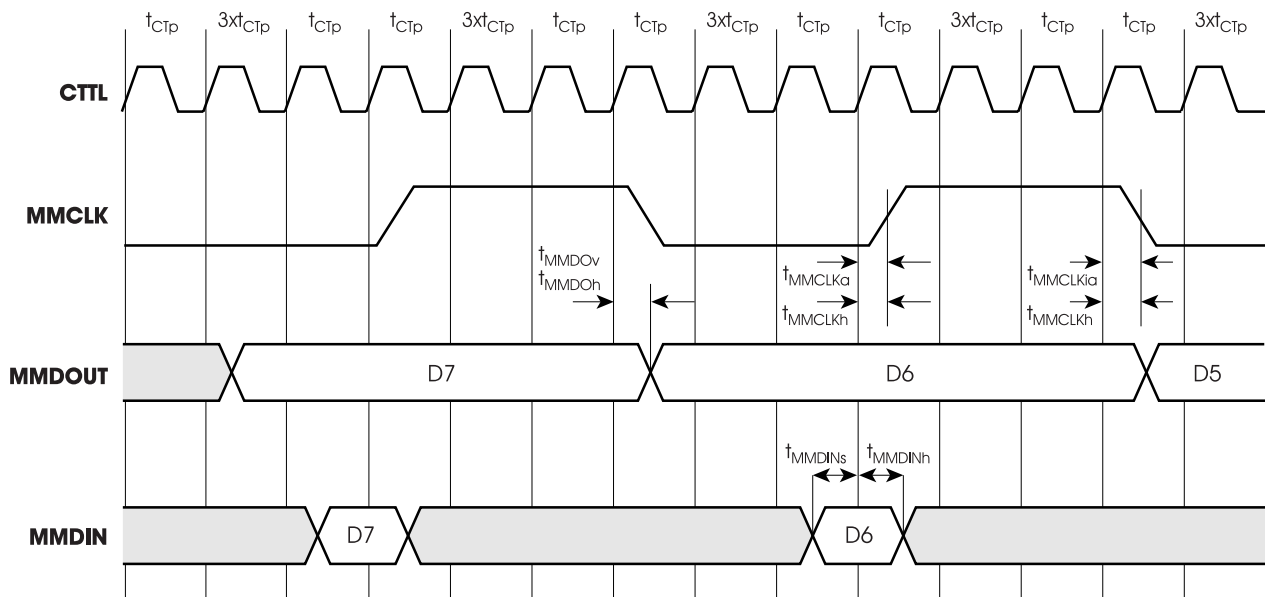 tCTp 3xtCTp tCTp tCTp 3xtCTp tCTp tCTp 3xtCTp tCTp tCTp 3xtCTp tCTp tCTp 3xtCTp
CTTL
MMCLK
tMMDOv
tMMDOh
tMMCLKa
tMMCLKh
tMMCLKia
tMMCLKh
MMDOUT D7 D6 D5
tMMDINs tMMDINh
MMDIN D7 D6